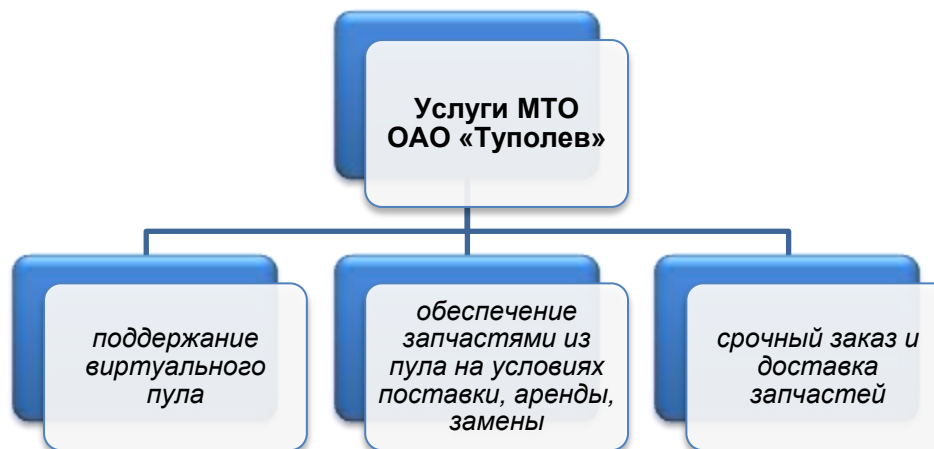 Услуги МТО
ОАО «Туполев»
поддержание
виртуального
пула
обеспечение
запчастями из
пула на условиях
поставки, аренды,
замены
срочный заказ и
доставка
запчастей